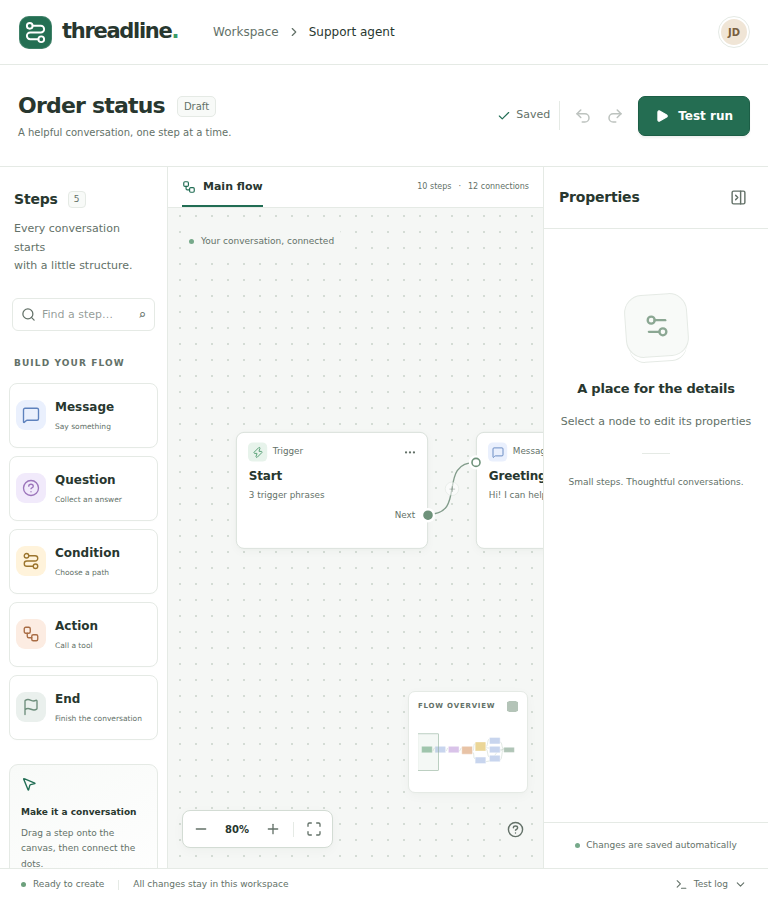 threadline.
Workspace > Support agent
JD
Order status Draft
A helpful conversation, one step at a time.
Saved
Test run
Steps 5
Every conversation
starts
with a little structure.
Find a step...
BUILD YOUR FLOW
Message
Say something
Question
Collect an answer
Condition
Choose a path
Action
Call a tool
End
Finish the conversation
Make it a conversation
Drag a step onto the
canvas, then connect the
dots.
Main flow
10 steps · 12 connections
Your conversation, connected
Trigger
Start
3 trigger phrases
Next
Messag
Greeting
Hi! I can help
FLOW OVERVIEW
80%
Properties
A place for the details
Select a node to edit its properties
Small steps. Thoughtful conversations.
Changes are saved automatically
Ready to create
All changes stay in this workspace
Test log